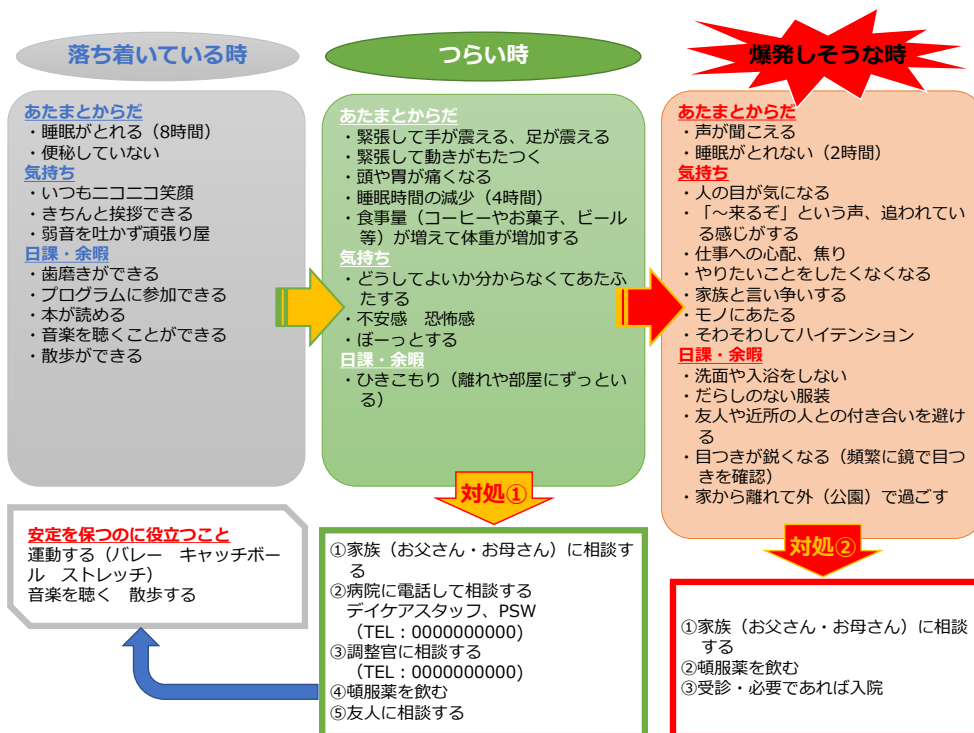 落ち着いている時
あたまとからだ
・睡眠がとれる（8時間）
・便秘していない
気持ち
・いつもニコニコ笑顔
・きちんと挨拶できる
・弱音を吐かず頑張り屋
日課・余暇
・歯磨きができる
・プログラムに参加できる
・本が読める
・音楽を聴くことができる
・散歩ができる
つらい時
あたまとからだ
・緊張して手が震える、足が震える
・緊張して動きがもたつく
・頭や胃が痛くなる
・睡眠時間の減少（4時間）
・食事量（コーヒーやお菓子、ビール
等）が増えて体重が増加する
気持ち
・どうしてよいか分からなくてあたふ
たする
・不安感　恐怖感
・ぼーっとする
日課・余暇
・ひきこもり（離れや部屋にずっとい
る）
爆発しそうな時
あたまとからだ
・声が聞こえる
・睡眠がとれない（2時間）
気持ち
・人の目が気になる
・「～来るぞ」という声、追われてい
る感じがする
・仕事への心配、焦り
・やりたいことをしたくなくなる
・家族と言い争いする
・モノにあたる
・そわそわしてハイテンション
日課・余暇
・洗面や入浴をしない
・だらしのない服装
・友人や近所の人との付き合いを避け
る
・目つきが鋭くなる（頻繁に鏡で目つ
きを確認）
・家から離れて外（公園）で過ごす
安定を保つのに役立つこと
運動する（バレー　キャッチボー
ル　ストレッチ）
音楽を聴く　散歩する
対処①
①家族（お父さん・お母さん）に相談す
る
②病院に電話して相談する
デイケアスタッフ、PSW
（TEL：0000000000)
③調整官に相談する
（TEL：0000000000)
④頓服薬を飲む
⑤友人に相談する
対処②
①家族（お父さん・お母さん）に相談
する
②頓服薬を飲む
③受診・必要であれば入院